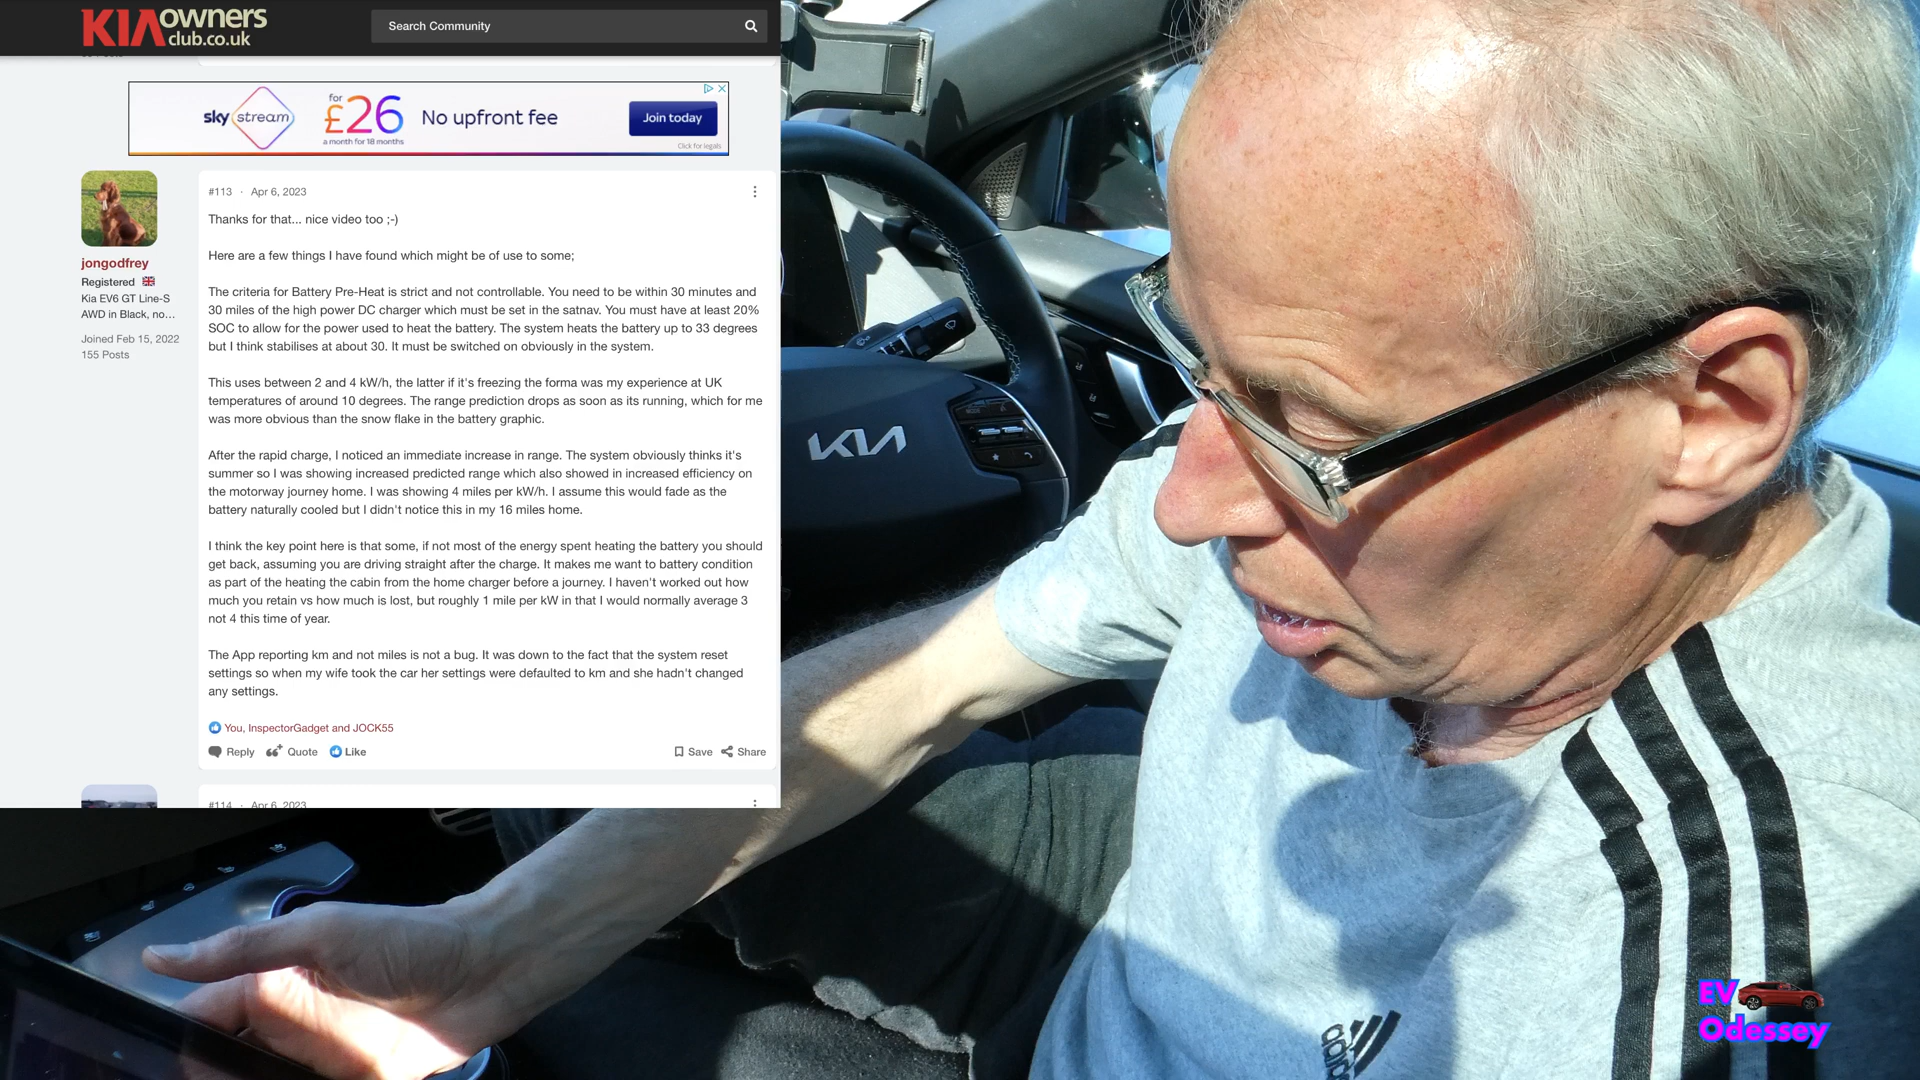 KIA owners
club.co.uk
Search Community
sky stream
for
£26
a month for 18 months
No upfront fee
Join today
Click for legals
#113 · Apr 6, 2023
jongodfrey
Registered
Kia EV6 GT Line-S
AWD in Black, no...
Joined Feb 15, 2022
155 Posts
Thanks for that... nice video too ;-)
Here are a few things I have found which might be of use to some;
The criteria for Battery Pre-Heat is strict and not controllable. You need to be within 30 minutes and
30 miles of the high power DC charger which must be set in the satnav. You must have at least 20%
SOC to allow for the power used to heat the battery. The system heats the battery up to 33 degrees
but I think stabilises at about 30. It must be switched on obviously in the system.
This uses between 2 and 4 kW/h, the latter if it's freezing the forma was my experience at UK
temperatures of around 10 degrees. The range prediction drops as soon as its running, which for me
was more obvious than the snow flake in the battery graphic.
After the rapid charge, I noticed an immediate increase in range. The system obviously thinks it's
summer so I was showing increased predicted range which also showed in increased efficiency on
the motorway journey home. I was showing 4 miles per kW/h. I assume this would fade as the
battery naturally cooled but I didn't notice this in my 16 miles home.
I think the key point here is that some, if not most of the energy spent heating the battery you should
get back, assuming you are driving straight after the charge. It makes me want to battery condition
as part of the heating the cabin from the home charger before a journey. I haven't worked out how
much you retain vs how much is lost, but roughly 1 mile per kW in that I would normally average 3
not 4 this time of year.
The App reporting km and not miles is not a bug. It was down to the fact that the system reset
settings so when my wife took the car her settings were defaulted to km and she hadn't changed
any settings.
You, InspectorGadget and JOCK55
Reply Quote Like Save Share
#114 · Apr 6, 2023
KIA
MODE
adidas
EV
Odessey